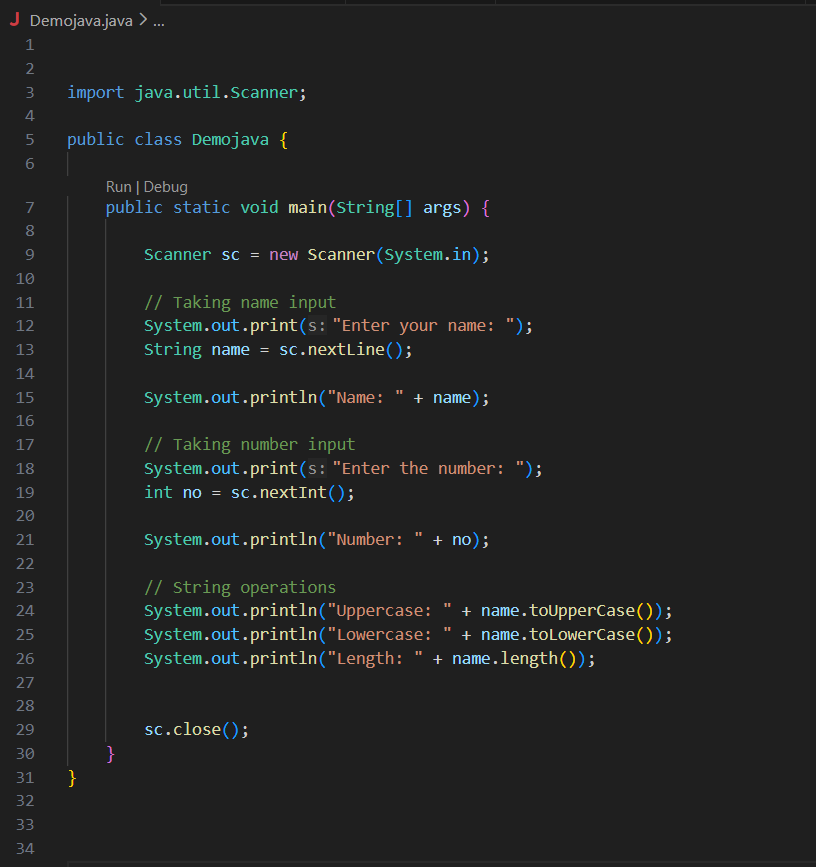 J Demojava.java > ...
1
2
3 import java.util.Scanner;
4
5 public class Demojava {
6
Run | Debug
7 public static void main(String[] args) {
8
9 Scanner sc = new Scanner(System.in);
10
11 // Taking name input
12 System.out.print(s: "Enter your name: ");
13 String name = sc.nextLine();
14
15 System.out.println("Name: " + name);
16
17 // Taking number input
18 System.out.print(s: "Enter the number: ");
19 int no = sc.nextInt();
20
21 System.out.println("Number: " + no);
22
23 // String operations
24 System.out.println("Uppercase: " + name.toUpperCase());
25 System.out.println("Lowercase: " + name.toLowerCase());
26 System.out.println("Length: " + name.length());
27
28
29 sc.close();
30 }
31 }
32
33
34